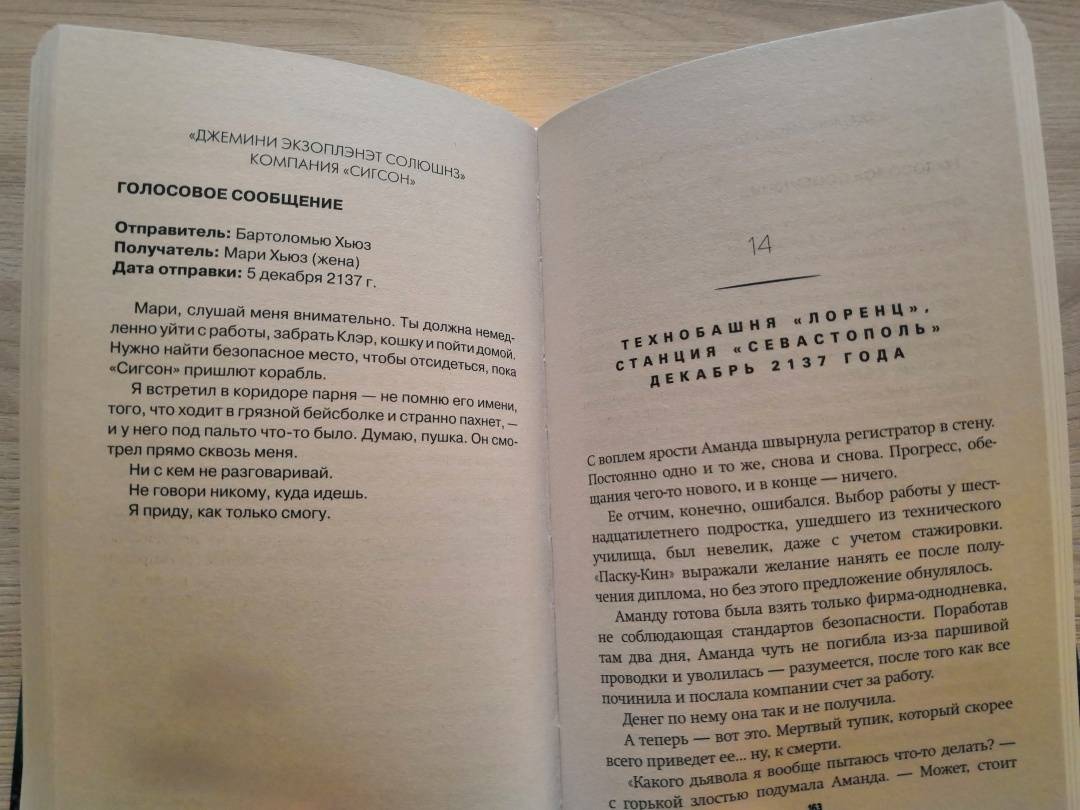 «ДЖЕМИНИ ЭКЗОПЛЭНЭТ СОЛЮШНЗ»
КОМПАНИЯ «СИГСОН»
ГОЛОСОВОЕ СООБЩЕНИЕ
Отправитель: Бартоломью Хьюз
Получатель: Мари Хьюз (жена)
Дата отправки: 5 декабря 2137 г.
Мари, слушай меня внимательно. Ты должна немед-
ленно уйти с работы, забрать Клэр, кошку и пойти домой.
Нужно найти безопасное место, чтобы отсидеться, пока
«Сигсон» пришлют корабль.
Я встретил в коридоре парня — не помню его имени,
того, что ходит в грязной бейсболке и странно пахнет, —
и у него под пальто что-то было. Думаю, пушка. Он смо-
трел прямо сквозь меня.
Ни с кем не разговаривай.
Не говори никому, куда идешь.
Я приду, как только смогу.
14
ТЕХНОБАШНЯ «ЛОРЕНЦ»,
СТАНЦИЯ «СЕВАСТОПОЛЬ»
ДЕКАБРЬ 2137 ГОДА
С воплем ярости Аманда швырнула регистратор в стену.
Постоянно одно и то же, снова и снова. Прогресс, обе-
щания чего-то нового, и в конце — ничего.
Ее отчим, конечно, ошибался. Выбор работы у шест-
надцатилетнего подростка, ушедшего из технического
училища, был невелик, даже с учетом стажировки.
«Паску-Кин» выражали желание нанять ее после полу-
чения диплома, но без этого предложение обнулялось.
Аманду готова была взять только фирма-однодневка,
не соблюдающая стандартов безопасности. Поработав
там два дня, Аманда чуть не погибла из-за паршивой
проводки и уволилась — разумеется, после того как все
починила и послала компании счет за работу.
Денег по нему она так и не получила.
А теперь — вот это. Мертвый тупик, который скорее
всего приведет ее... ну, к смерти.
«Какого дьявола я вообще пытаюсь что-то делать? —
с горькой злостью подумала Аманда. — Может, стоит
163